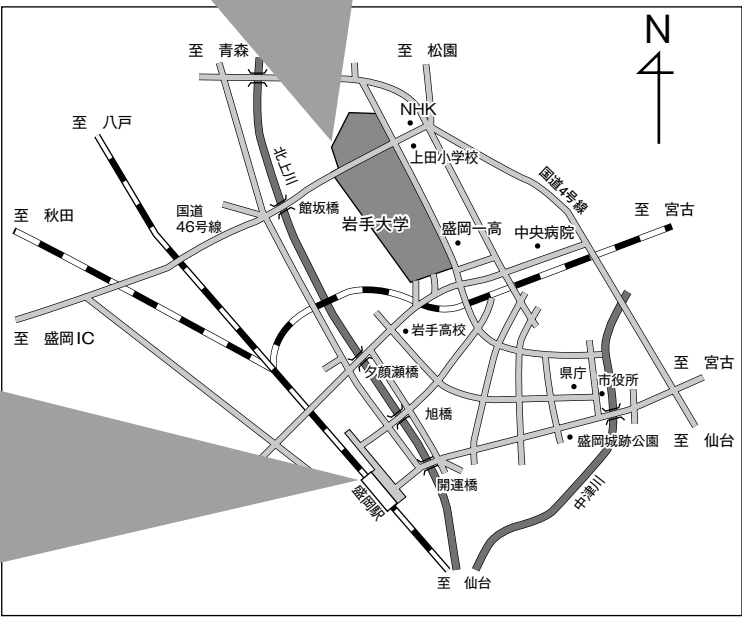 N
至　青森
至　松園
NHK
至　八戸
上田小学校
北上川
国道4号線
至　秋田
国道
46号線
館坂橋
岩手大学
盛岡一高
中央病院
至　宮古
至　盛岡IC
岩手高校
夕顔瀬橋
県庁
市役所
至　宮古
旭橋
盛岡城跡公園
至　仙台
開運橋
盛岡駅
中津川
至　仙台